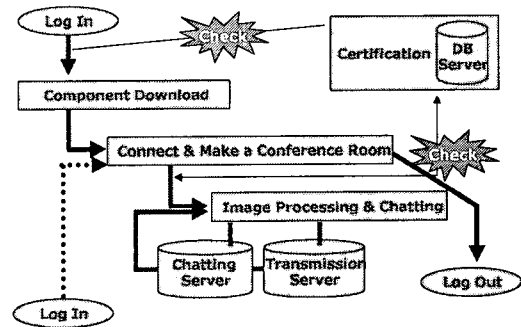 Log In
Check
Certification
DB
Server
Component Download
Connect & Make a Conference Room
Check
Image Processing & Chatting
Chatting
Server
Transmission
Server
Log In
Log Out